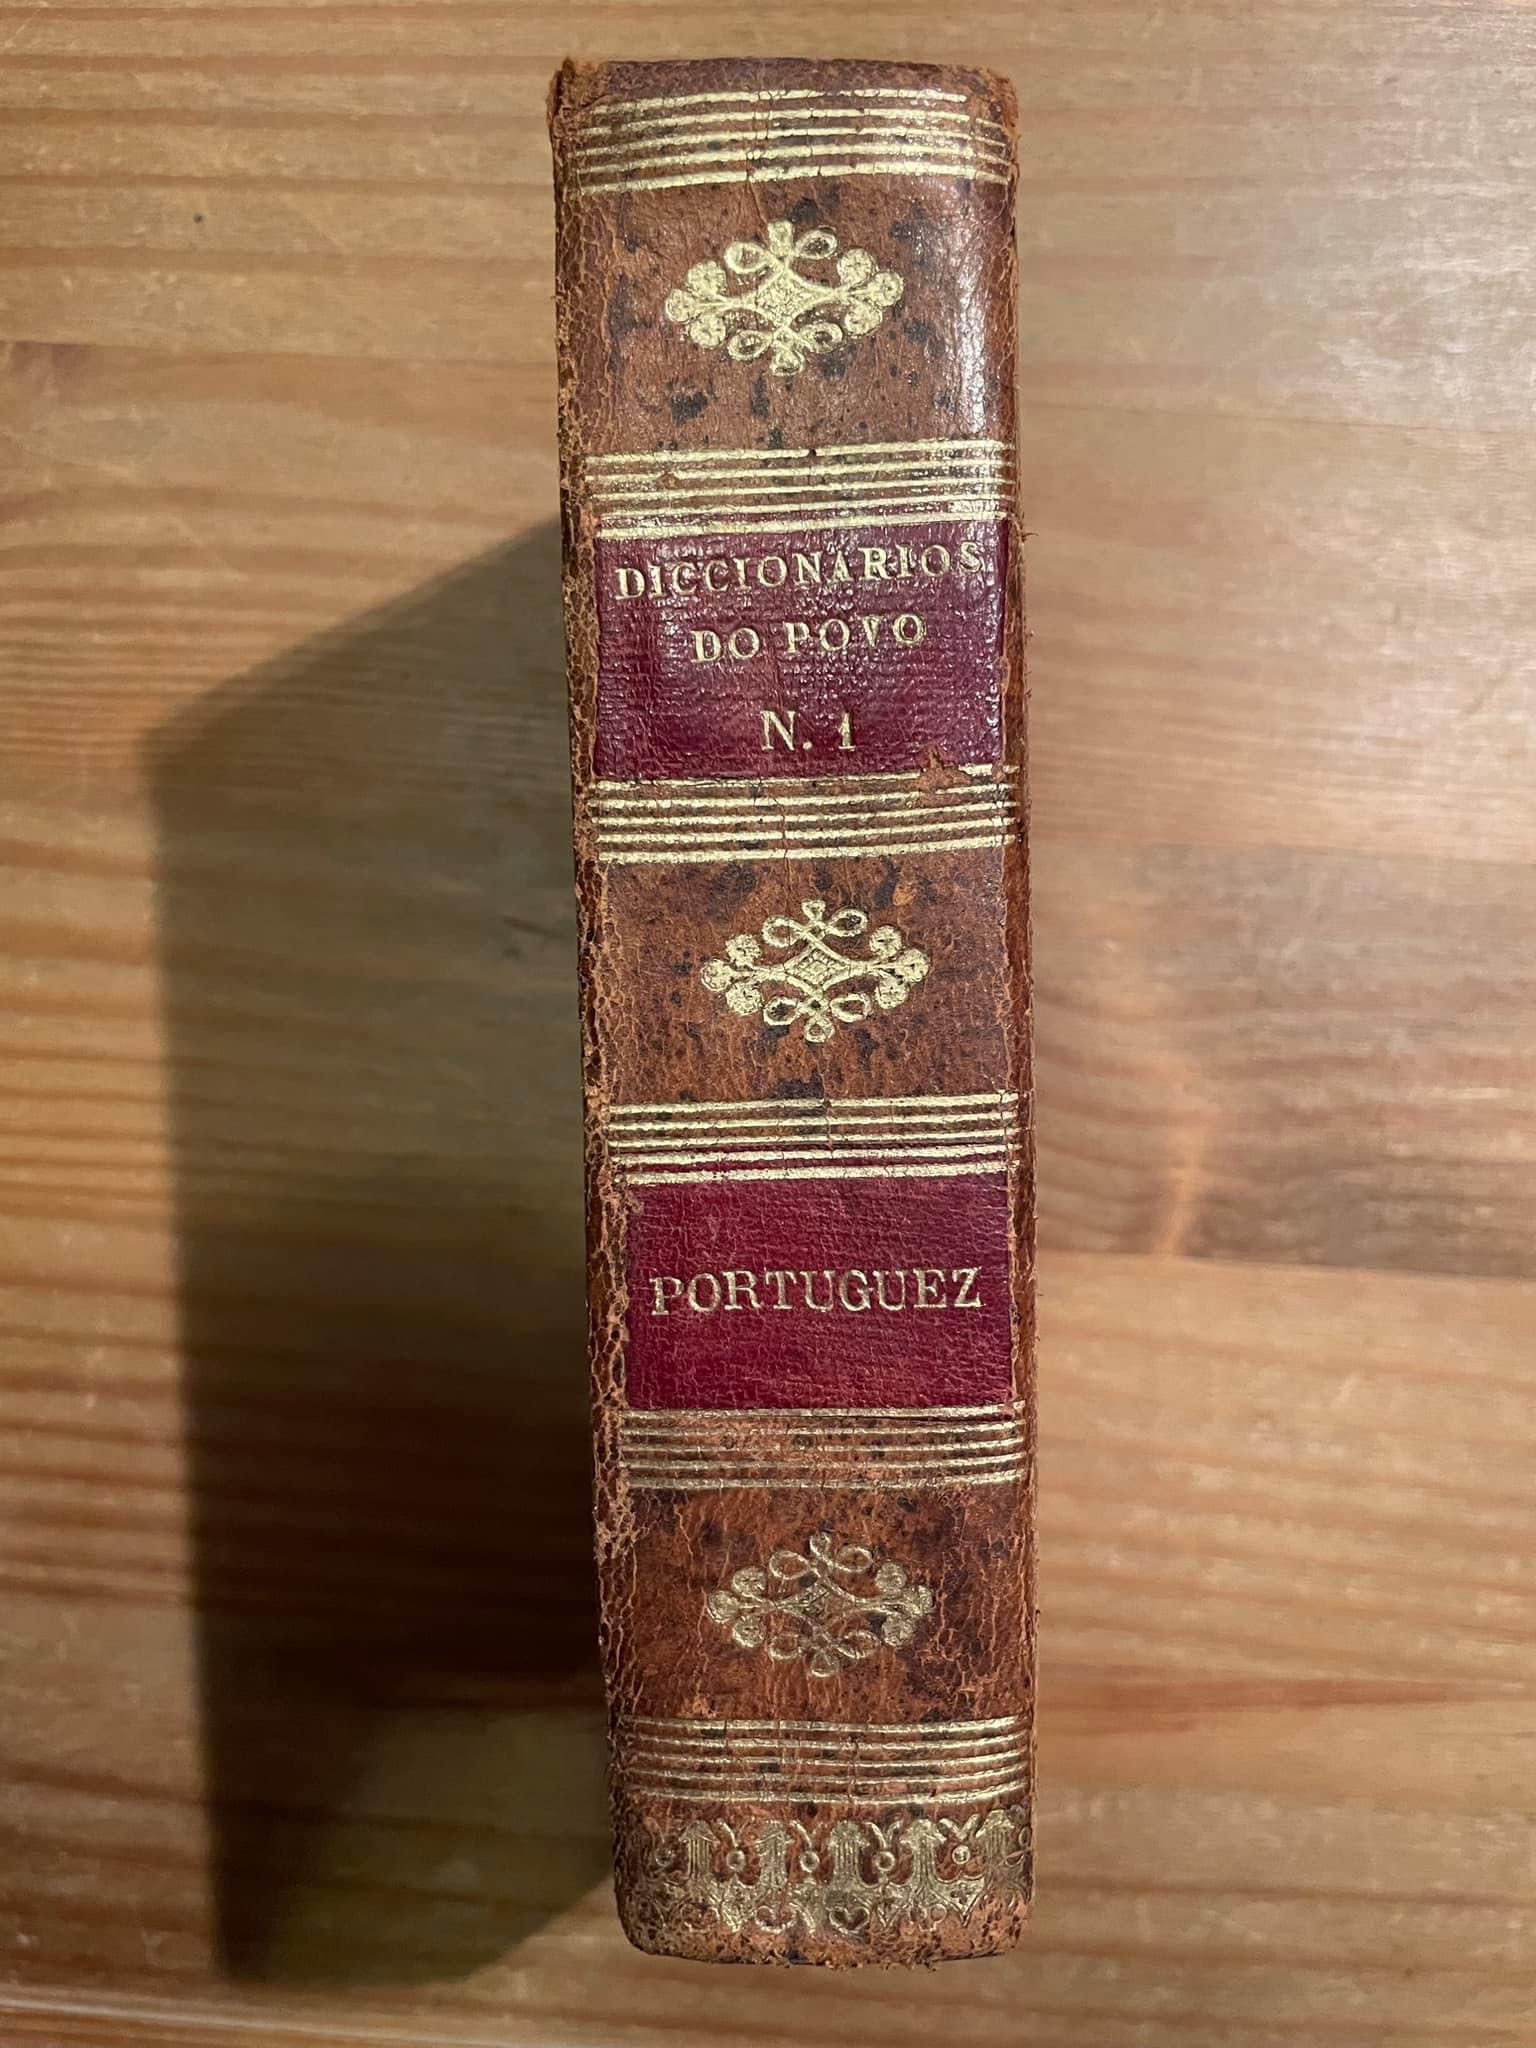 DICCIONARIOS
DO POVO
N. 1
PORTUGUEZ